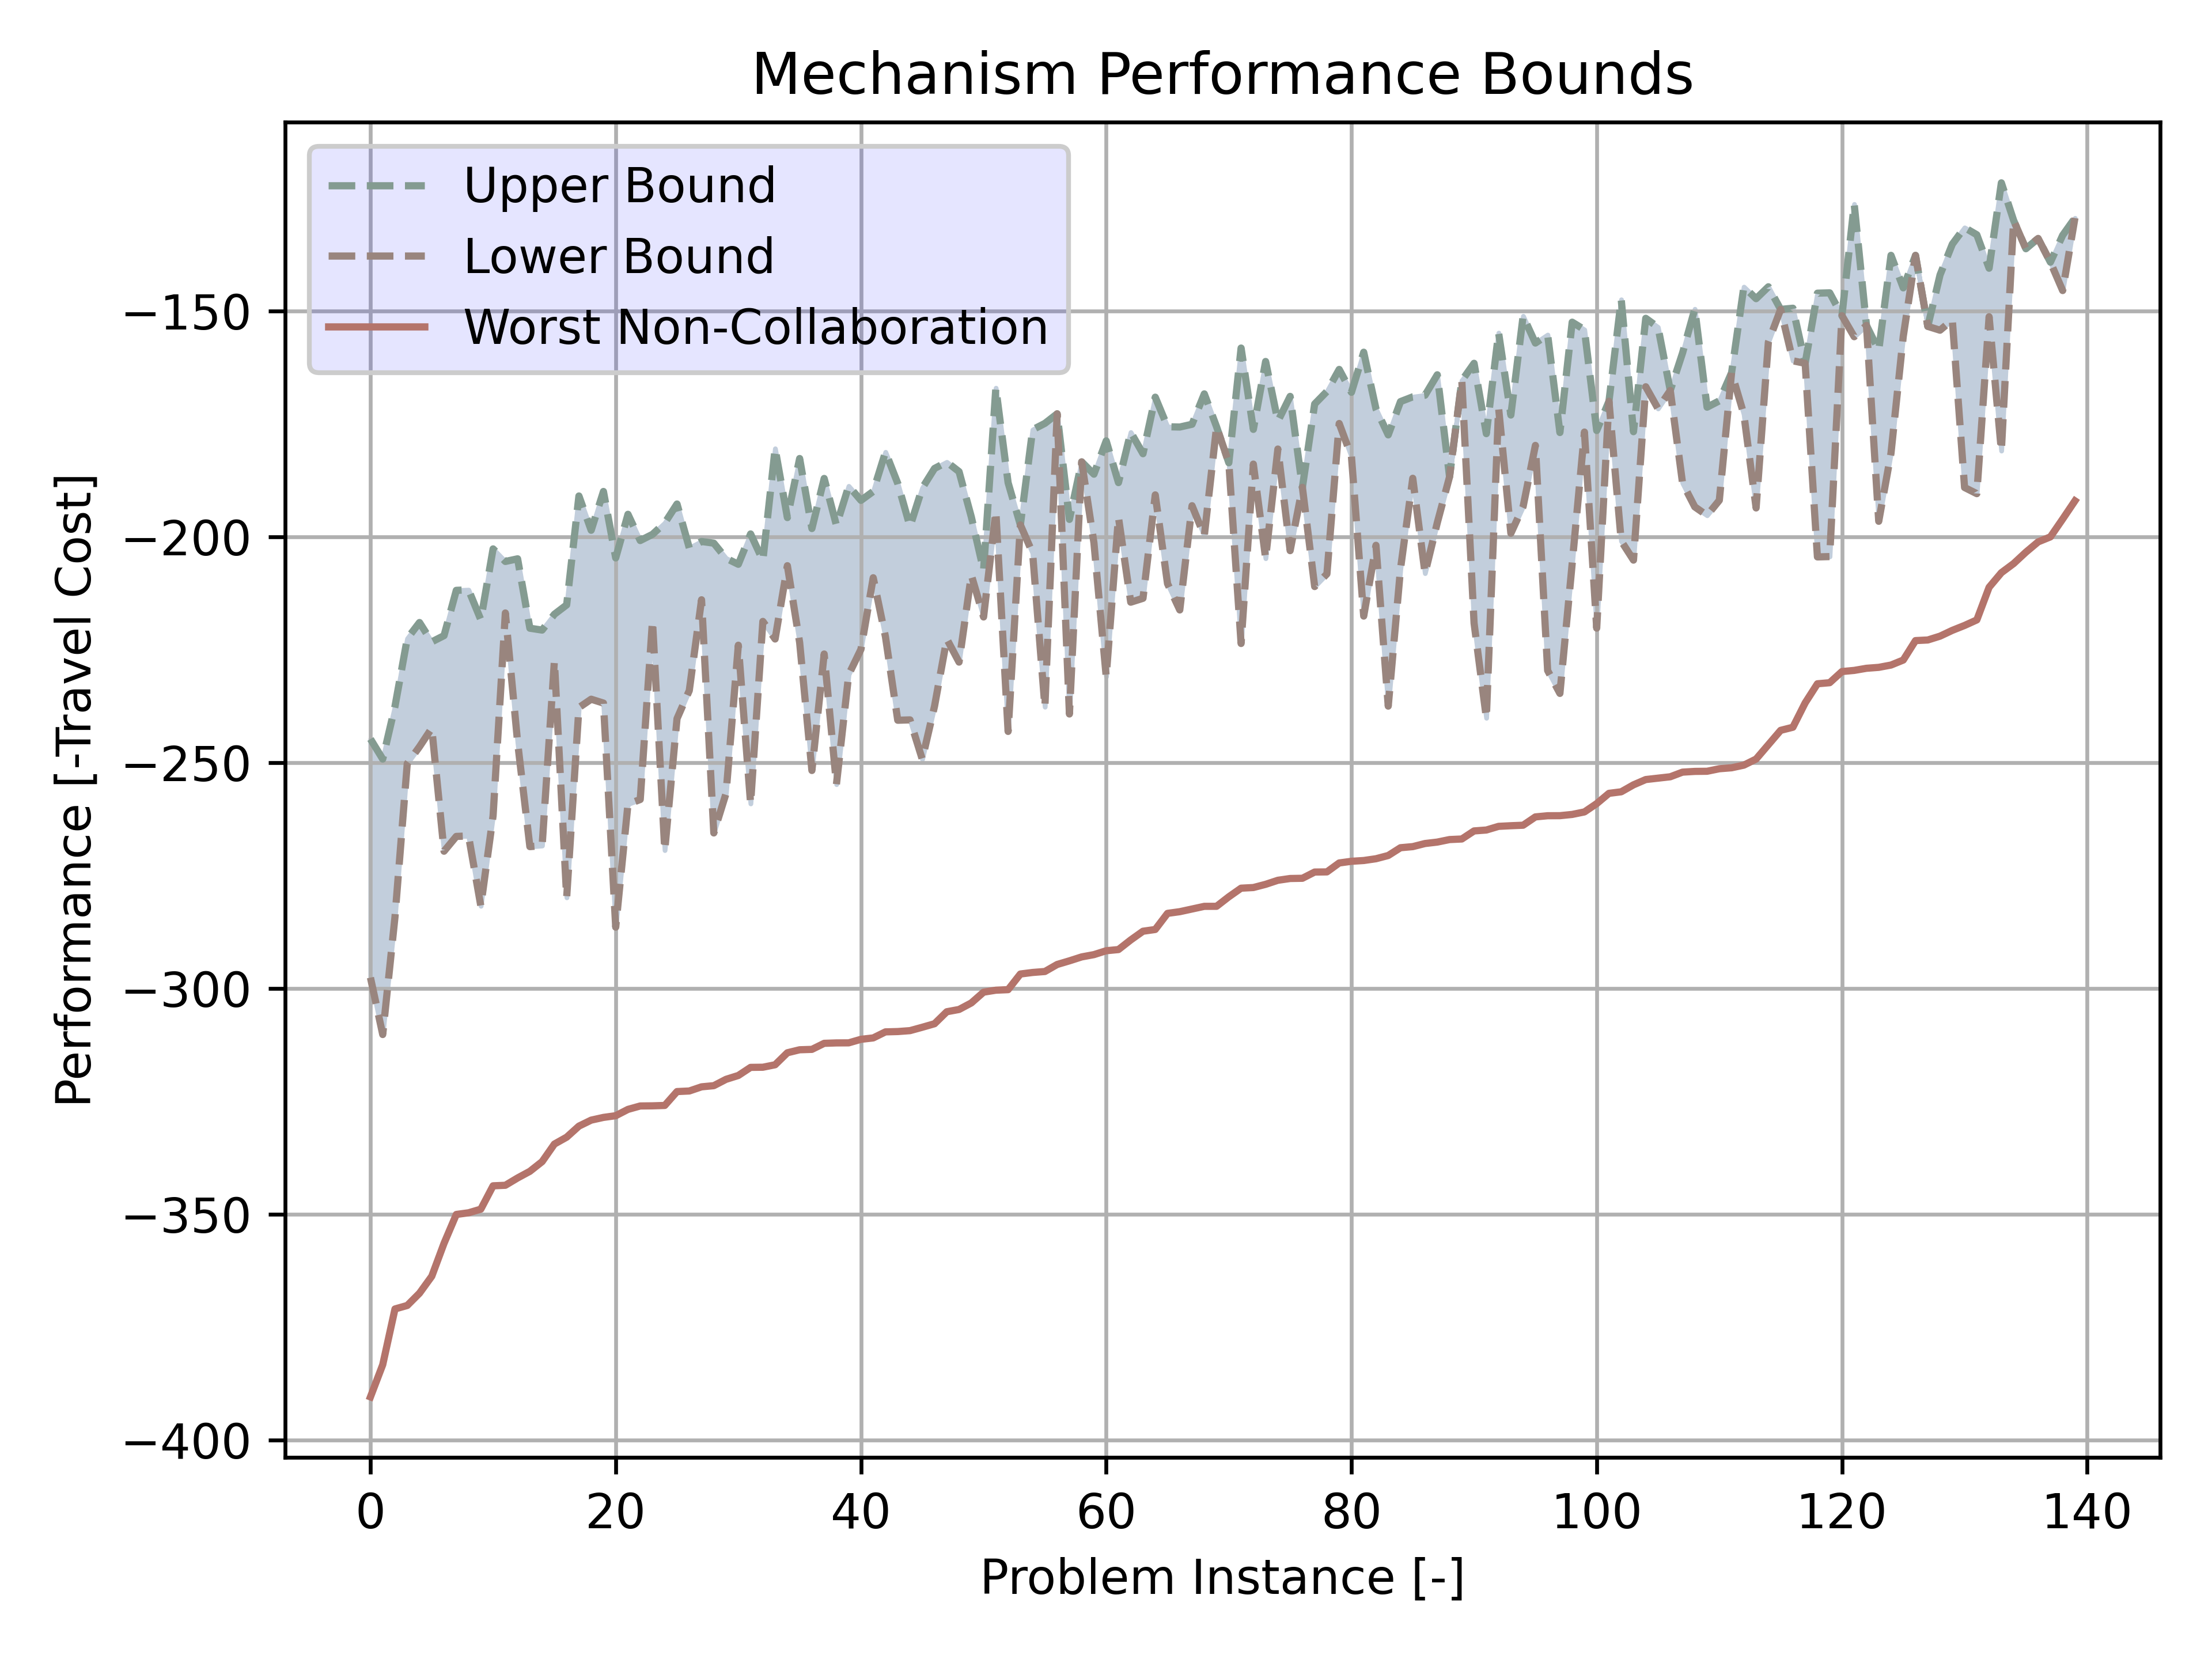 Mechanism Performance Bounds
Upper Bound
Lower Bound
Worst Non-Collaboration
Performance [-Travel Cost]
−150
−200
−250
−300
−350
−400
0 20 40 60 80 100 120 140
Problem Instance [-]